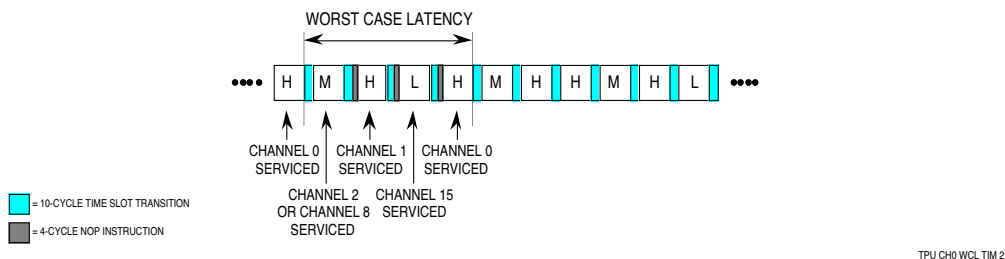 WORST CASE LATENCY
H M H L H M H H M H L
CHANNEL 0
SERVICED
CHANNEL 1
SERVICED
CHANNEL 0
SERVICED
CHANNEL 2
OR CHANNEL 8
SERVICED
CHANNEL 15
SERVICED
= 10-CYCLE TIME SLOT TRANSITION
= 4-CYCLE NOP INSTRUCTION
TPU CH0 WCL TIM 2